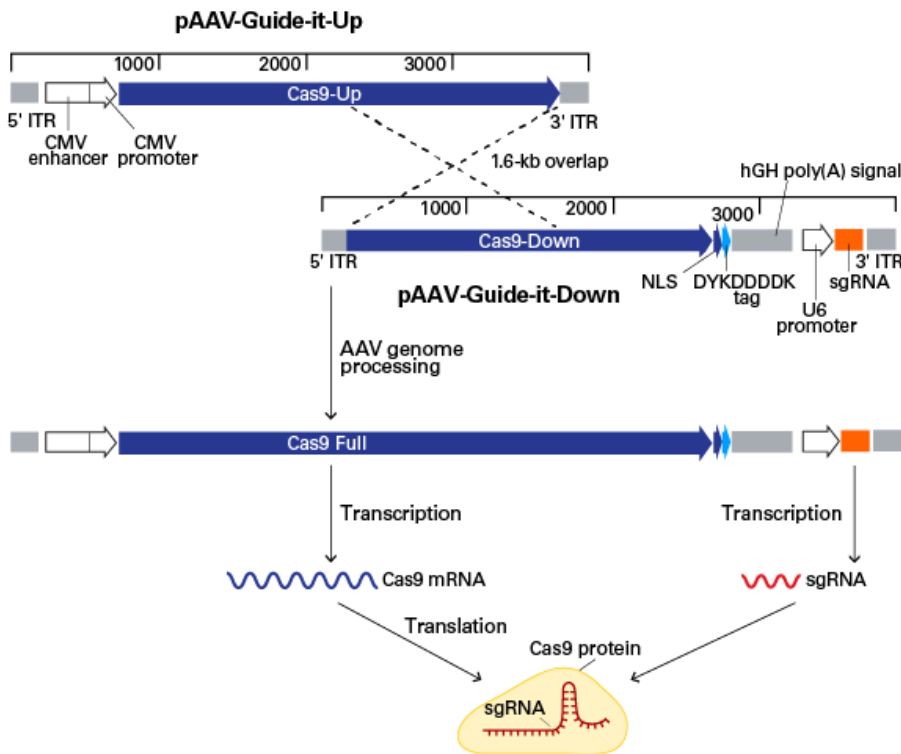 pAAV-Guide-it-Up
1000 2000 3000
Cas9-Up
5' ITR
CMV
enhancer
CMV
promoter
3' ITR
1.6-kb overlap
hGH poly(A) signal
1000 2000 3000
Cas9-Down
5' ITR
NLS
DYKDDDDK
tag
sgRNA
3' ITR
U6
promoter
pAAV-Guide-it-Down
AAV genome
processing
Cas9 Full
Transcription
Transcription
Cas9 mRNA
sgRNA
Translation
Cas9 protein
sgRNA